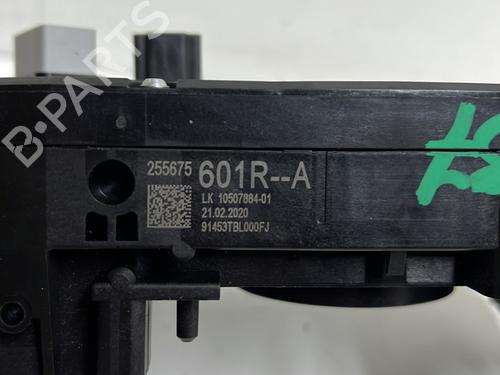 B-PARTS
255675 601R--A
LK 10507884-01
21.02.2020
91453TBL000FJ